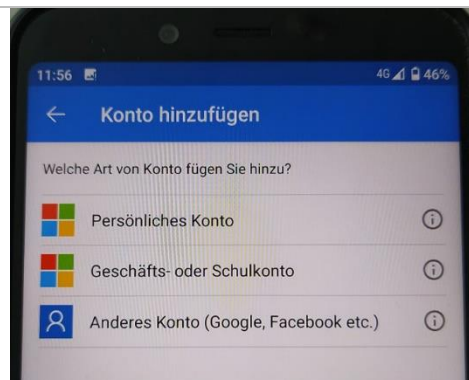 11:56 4G 46%
Konto hinzufügen
Welche Art von Konto fügen Sie hinzu?
Persönliches Konto
Geschäfts- oder Schulkonto
Anderes Konto (Google, Facebook etc.)